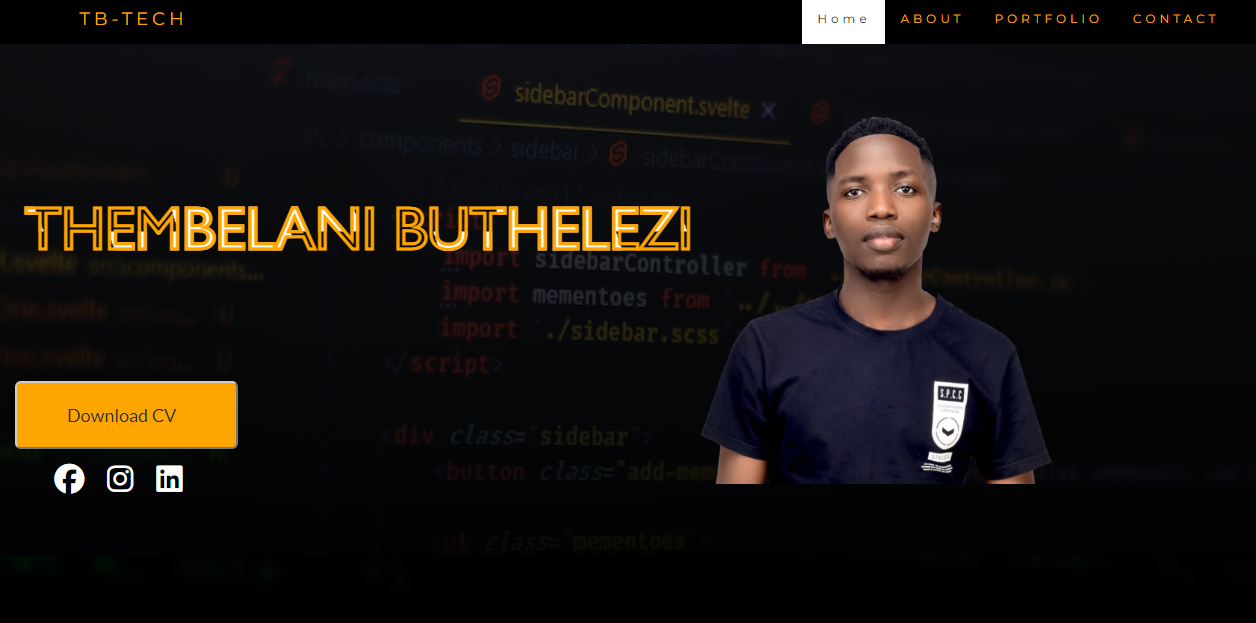 TB-TECH
Home ABOUT PORTFOLIO CONTACT
main.scss
sidebarComponent.svelte ×
src > components > sidebar > sidebarComponent
THEMBELANI BUTHELEZI
import sidebarController from
import mementoes from
import './sidebar.scss
</script>
Download CV
S.P.C.C
<div class="sidebar">
<button class="add-mem
<ul class="mementoes">